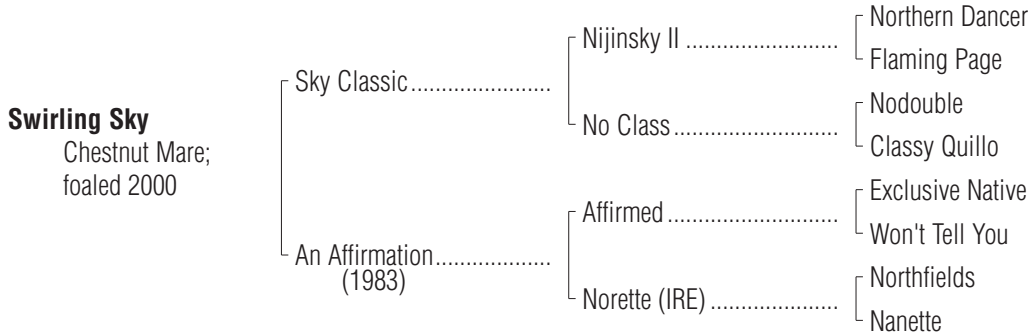 Northern Dancer
Nijinsky II ........................
Flaming Page
Sky Classic......................
Nodouble
No Class..........................
Classy Quillo
Swirling Sky
Chestnut Mare;
foaled 2000
Exclusive Native
Affirmed...........................
Won't Tell You
An Affirmation..................
(1983)
Northfields
Norette (IRE) ....................
Nanette